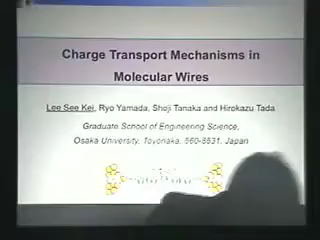 Charge Transport Mechanisms in
Molecular Wires
Lee See Kei, Ryo Yamada, Shoji Tanaka and Hirokazu Tada
Graduate School of Engineering Science,
Osaka University, Toyonaka, 560-8531, Japan